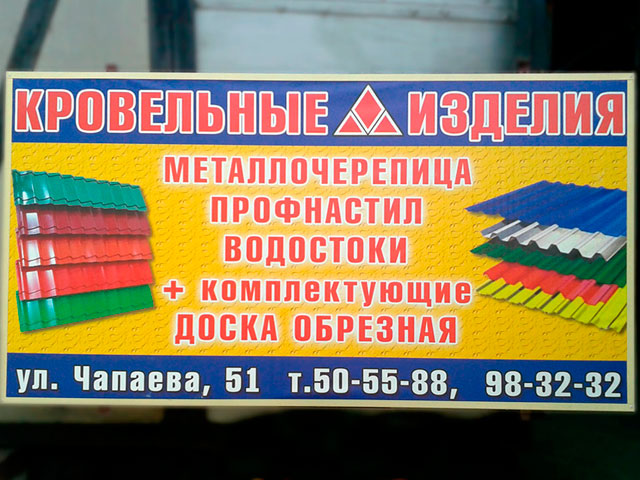 КРОВЕЛЬНЫЕ ИЗДЕЛИЯ
МЕТАЛЛОЧЕРЕПИЦА
ПРОФНАСТИЛ
ВОДОСТОКИ
+ комплектующие
ДОСКА ОБРЕЗНАЯ
ул. Чапаева, 51 т.50-55-88, 98-32-32